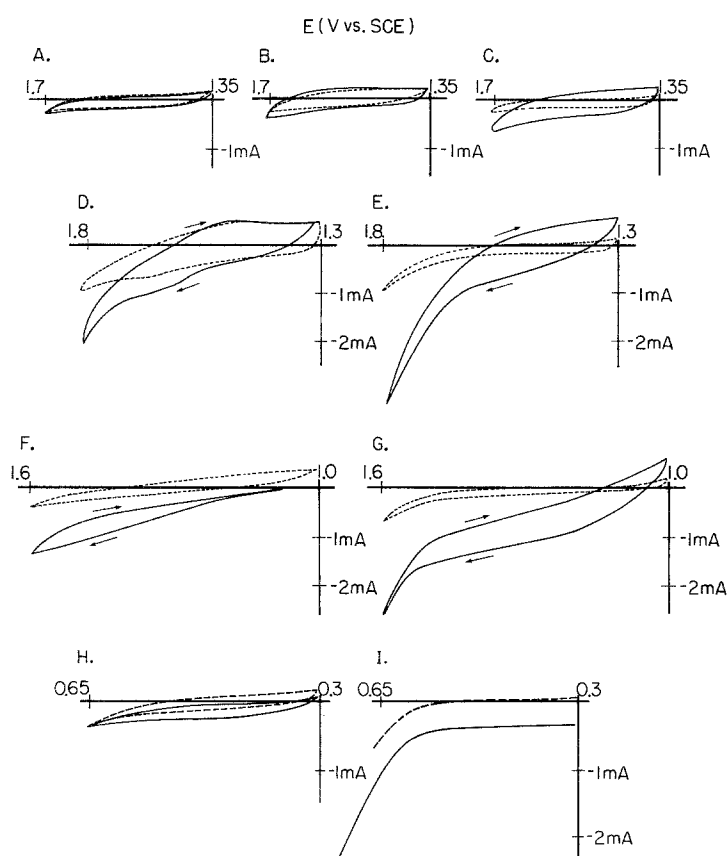 E(V vs. SCE)
A.
B.
C.
1.7
1.35
1.7
1.35
1.7
1.35
-1mA
-1mA
-1mA
D.
E.
1.8
1.3
1.8
1.3
-1mA
-2mA
-1mA
-2mA
F.
G.
1.6
1.0
1.6
1.0
-1mA
-2mA
-1mA
-2mA
H.
I.
0.65
0.3
0.65
0.3
-1mA
-1mA
-2mA